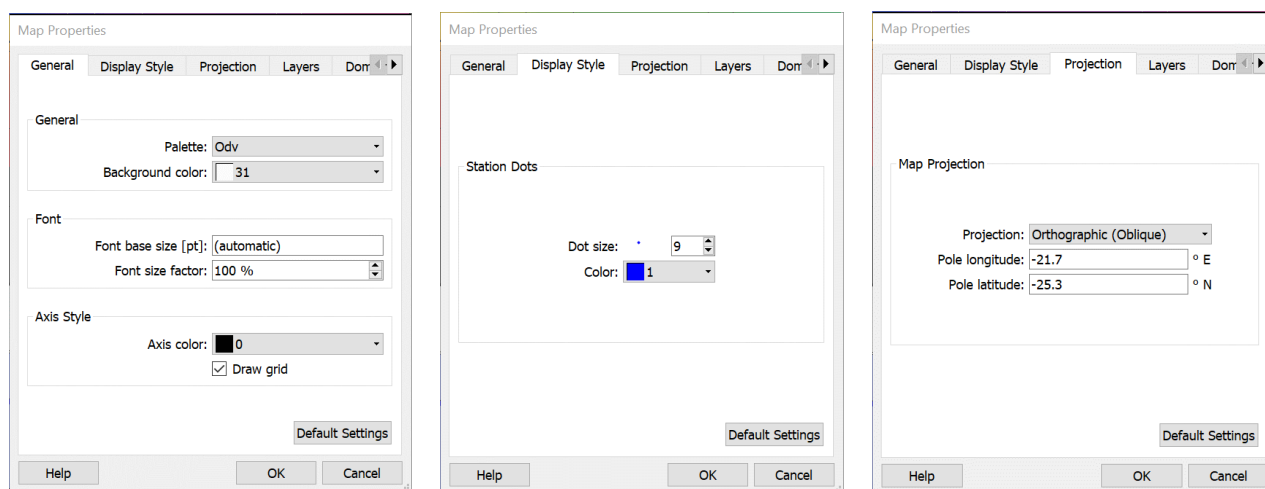 Map Properties
General Display Style Projection Layers
General
Palette: Odv
Background color: 31
Font
Font base size [pt]: (automatic)
Font size factor: 100 %
Axis Style
Axis color: 0
Draw grid
Default Settings
Help OK Cancel
Map Properties
General Display Style Projection Layers
Station Dots
Dot size: 9
Color: 1
Default Settings
Help OK Cancel
Map Properties
General Display Style Projection Layers
Map Projection
Projection: Orthographic (Oblique)
Pole longitude: -21.7 º E
Pole latitude: -25.3 º N
Default Settings
Help OK Cancel